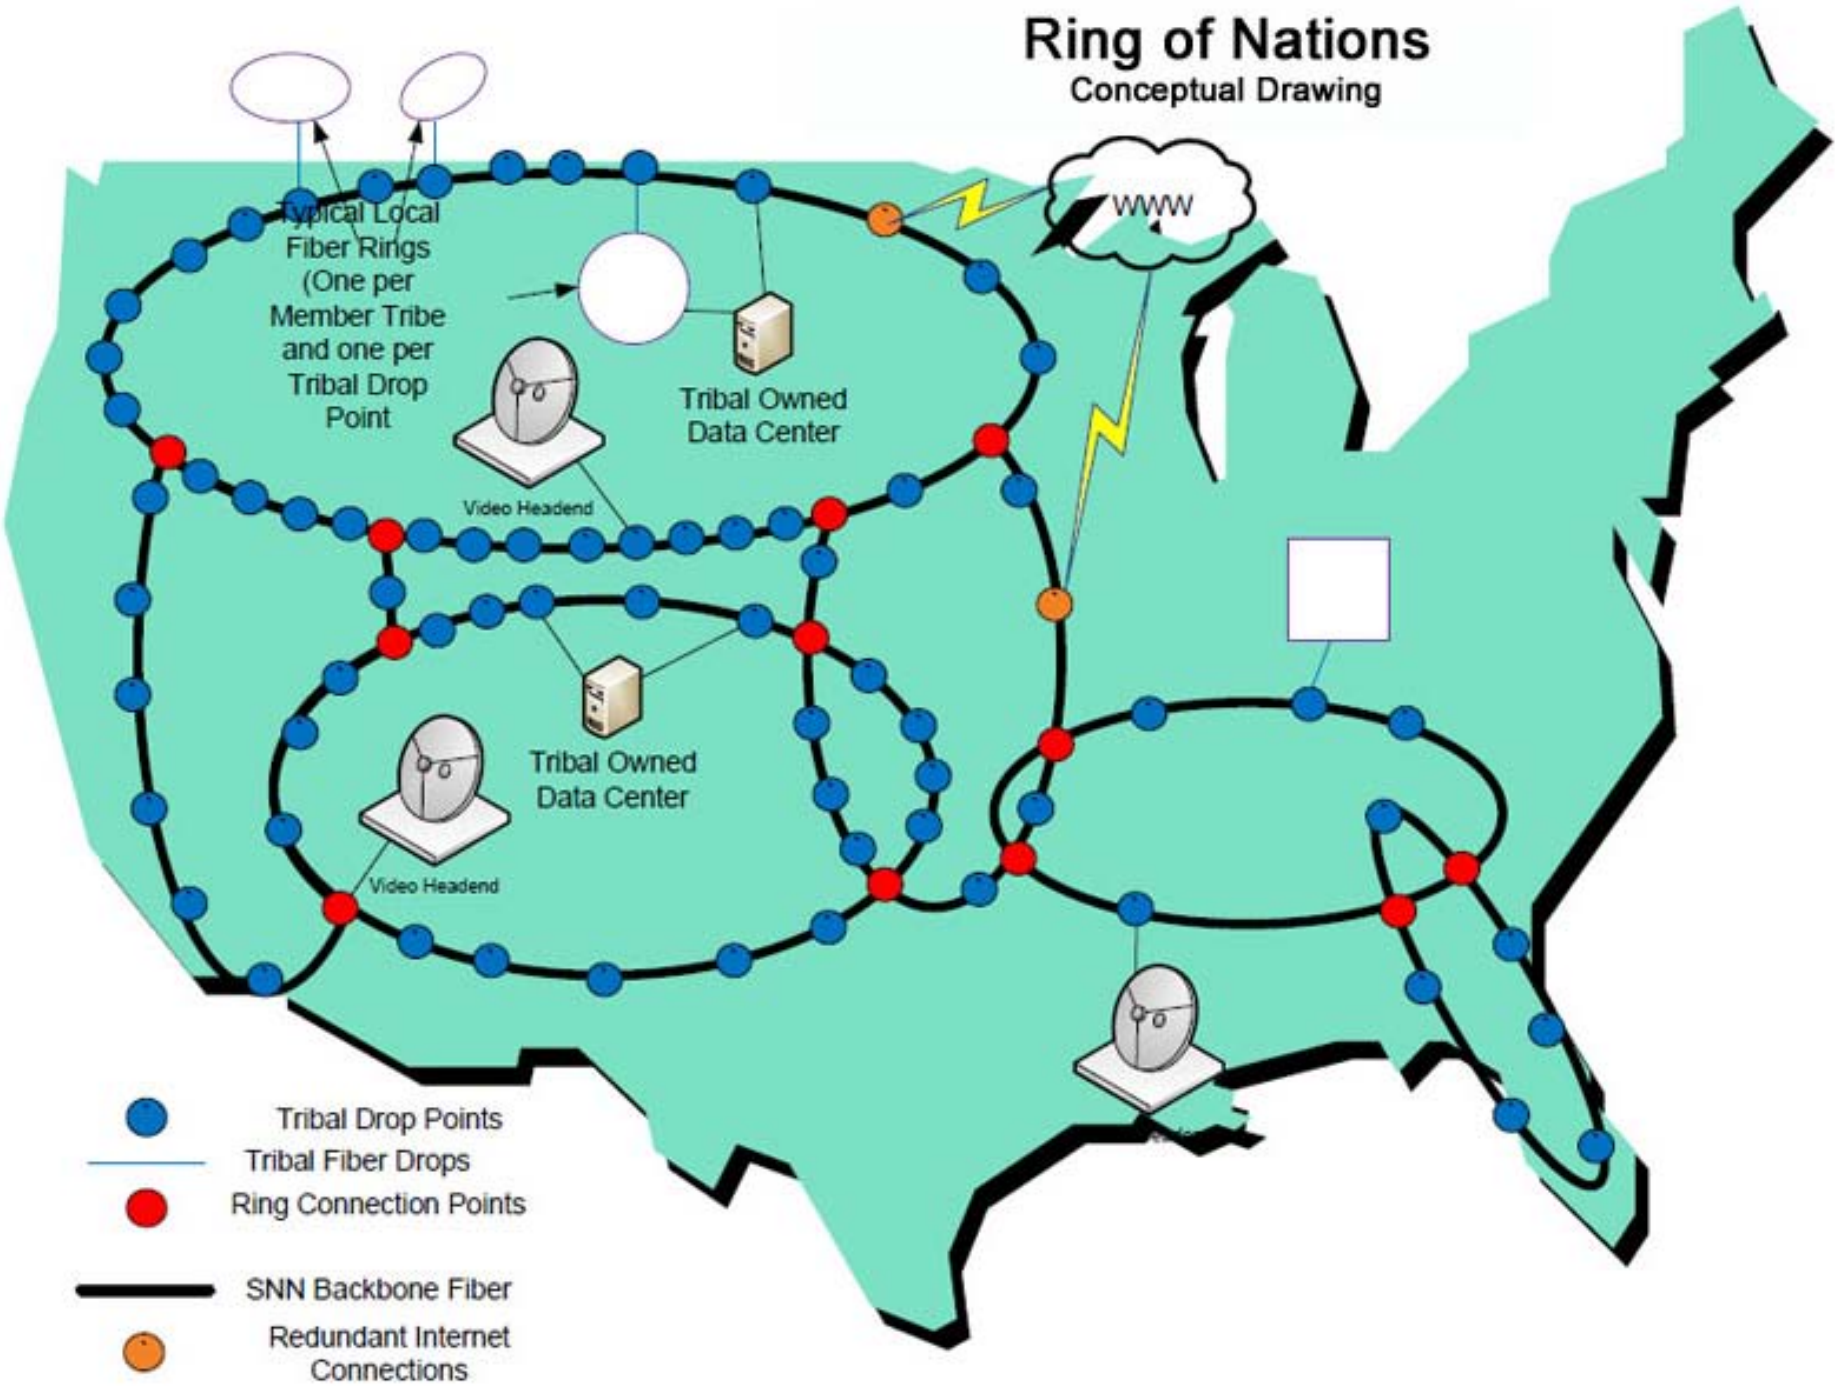 Ring of Nations
Conceptual Drawing
WWW
Typical Local
Fiber Rings
(One per
Member Tribe
and one per
Tribal Drop
Point
Tribal Owned
Data Center
Video Headend
Tribal Owned
Data Center
Video Headend
Tribal Drop Points
Tribal Fiber Drops
Ring Connection Points
SNN Backbone Fiber
Redundant Internet
Connections